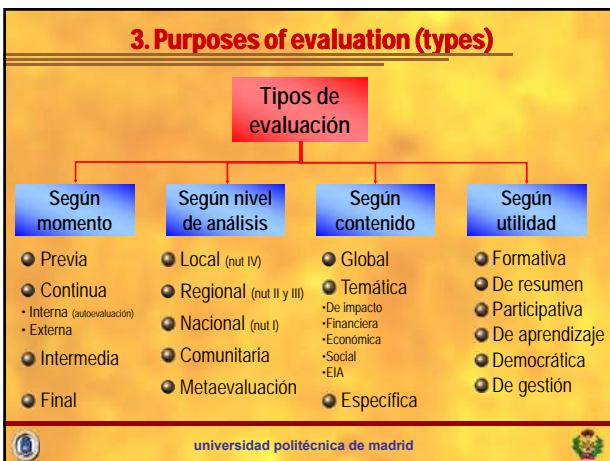 3. Purposes of evaluation (types)
Tipos de
evaluación
Según
momento
Previa
Continua
• Interna (autoevaluación)
• Externa
Intermedia
Final
Según nivel
de análisis
Local (nut IV)
Regional (nut II y III)
Nacional (nut I)
Comunitaria
Metaevaluación
Según
contenido
Global
Temática
•De impacto
•Financiera
•Económica
•Social
•EIA
Específica
Según
utilidad
Formativa
De resumen
Participativa
De aprendizaje
Democrática
De gestión
universidad politécnica de madrid